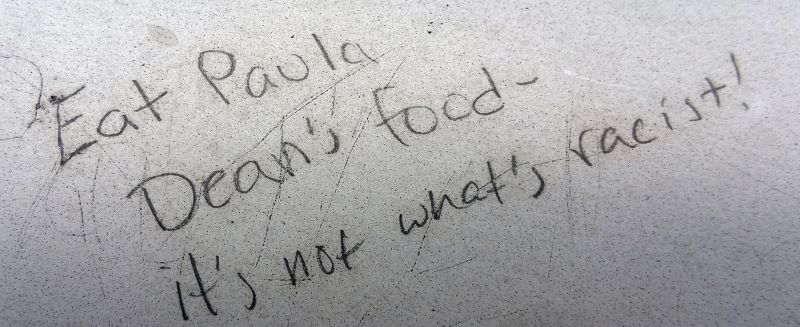 Eat Paula
Dean's food-
it's not what's racist!